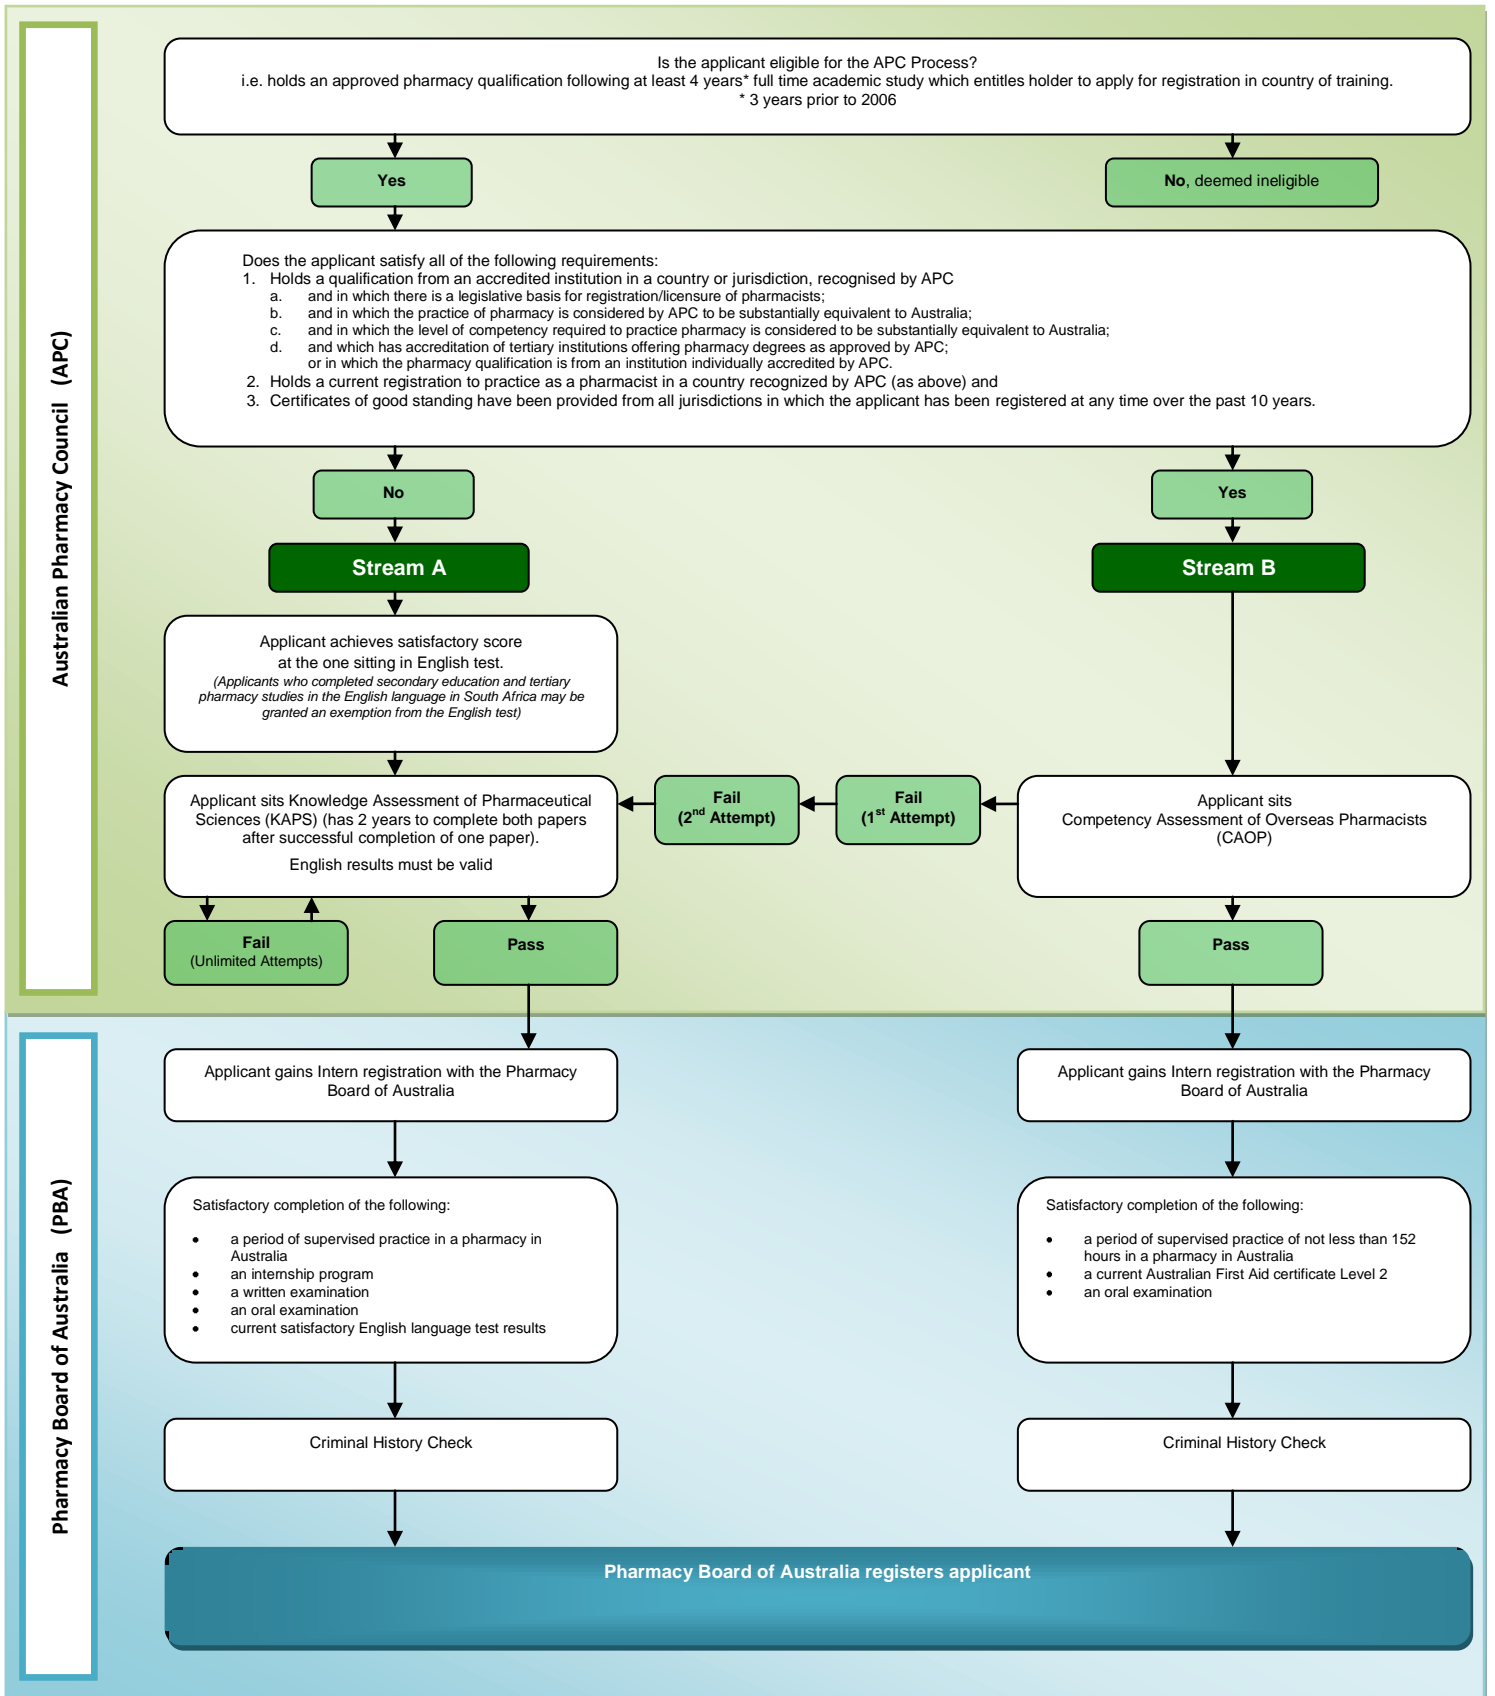 Australian Pharmacy Council (APC)
Is the applicant eligible for the APC Process?
i.e. holds an approved pharmacy qualification following at least 4 years* full time academic study which entitles holder to apply for registration in country of training.
* 3 years prior to 2006
Yes
No, deemed ineligible
Does the applicant satisfy all of the following requirements:
1. Holds a qualification from an accredited institution in a country or jurisdiction, recognised by APC
a. and in which there is a legislative basis for registration/licensure of pharmacists;
b. and in which the practice of pharmacy is considered by APC to be substantially equivalent to Australia;
c. and in which the level of competency required to practice pharmacy is considered to be substantially equivalent to Australia;
d. and which has accreditation of tertiary institutions offering pharmacy degrees as approved by APC;
or in which the pharmacy qualification is from an institution individually accredited by APC.
2. Holds a current registration to practice as a pharmacist in a country recognized by APC (as above) and
3. Certificates of good standing have been provided from all jurisdictions in which the applicant has been registered at any time over the past 10 years.
No
Yes
Stream A
Stream B
Applicant achieves satisfactory score
at the one sitting in English test.
(Applicants who completed secondary education and tertiary
pharmacy studies in the English language in South Africa may be
granted an exemption from the English test)
Applicant sits Knowledge Assessment of Pharmaceutical
Sciences (KAPS) (has 2 years to complete both papers
after successful completion of one paper).
English results must be valid
Fail
(2nd Attempt)
Fail
(1st Attempt)
Applicant sits
Competency Assessment of Overseas Pharmacists
(CAOP)
Fail
(Unlimited Attempts)
Pass
Pass
Pharmacy Board of Australia (PBA)
Applicant gains Intern registration with the Pharmacy
Board of Australia
Applicant gains Intern registration with the Pharmacy
Board of Australia
Satisfactory completion of the following:
• a period of supervised practice in a pharmacy in
Australia
• an internship program
• a written examination
• an oral examination
• current satisfactory English language test results
Satisfactory completion of the following:
• a period of supervised practice of not less than 152
hours in a pharmacy in Australia
• a current Australian First Aid certificate Level 2
• an oral examination
Criminal History Check
Criminal History Check
Pharmacy Board of Australia registers applicant